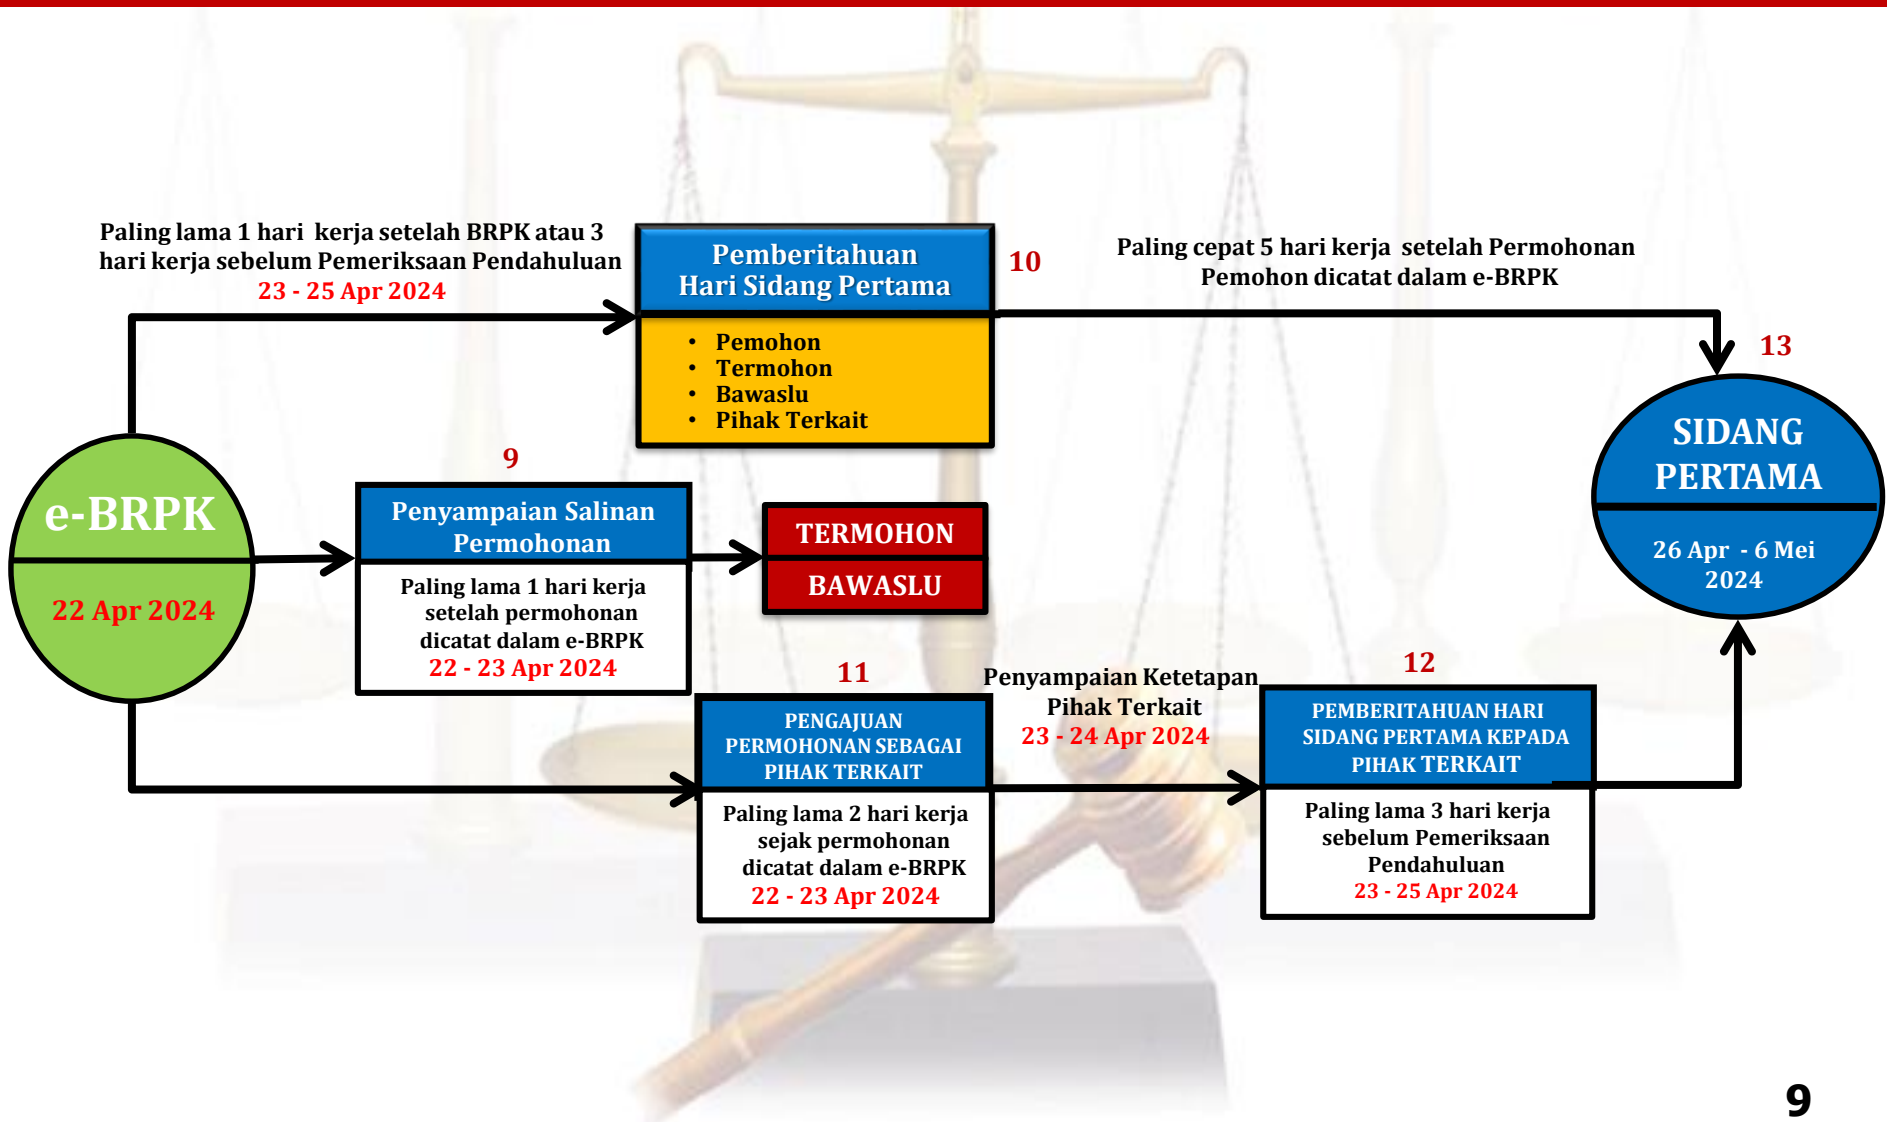 Paling lama 1 hari kerja setelah BRPK atau 3
hari kerja sebelum Pemeriksaan Pendahuluan
23 - 25 Apr 2024
Pemberitahuan
Hari Sidang Pertama
• Pemohon
• Termohon
• Bawaslu
• Pihak Terkait
10
Paling cepat 5 hari kerja setelah Permohonan
Pemohon dicatat dalam e-BRPK
13
SIDANG
PERTAMA
26 Apr - 6 Mei
2024
e-BRPK
22 Apr 2024
9
Penyampaian Salinan
Permohonan
Paling lama 1 hari kerja
setelah permohonan
dicatat dalam e-BRPK
22 - 23 Apr 2024
TERMOHON
BAWASLU
11
PENGAJUAN
PERMOHONAN SEBAGAI
PIHAK TERKAIT
Paling lama 2 hari kerja
sejak permohonan
dicatat dalam e-BRPK
22 - 23 Apr 2024
Penyampaian Ketetapan
Pihak Terkait
23 - 24 Apr 2024
12
PEMBERITAHUAN HARI
SIDANG PERTAMA KEPADA
PIHAK TERKAIT
Paling lama 3 hari kerja
sebelum Pemeriksaan
Pendahuluan
23 - 25 Apr 2024
9